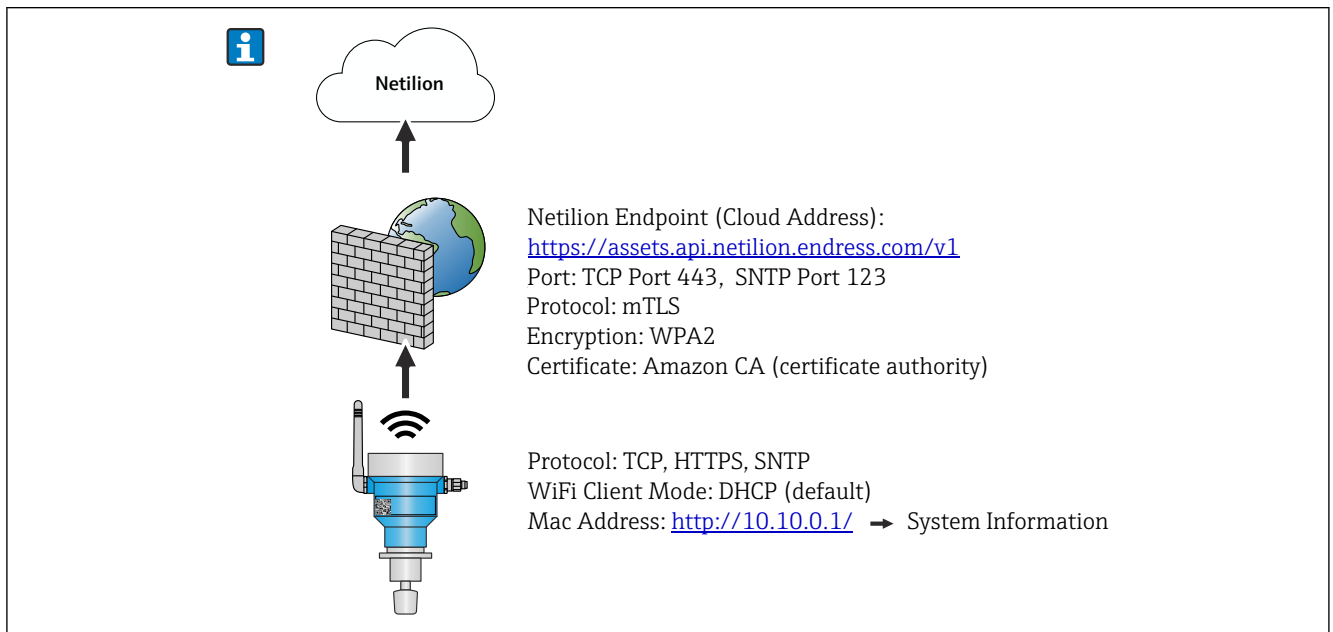 i
Netilion
Netilion Endpoint (Cloud Address):
https://assets.api.netilion.endress.com/v1
Port: TCP Port 443, SNTP Port 123
Protocol: mTLS
Encryption: WPA2
Certificate: Amazon CA (certificate authority)
Protocol: TCP, HTTPS, SNTP
WiFi Client Mode: DHCP (default)
Mac Address: http://10.10.0.1/ → System Information